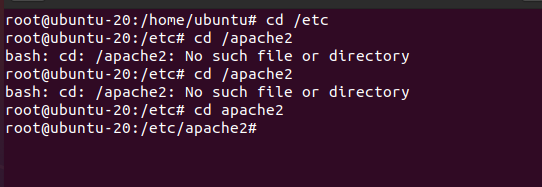 root@ubuntu-20:/home/ubuntu# cd /etc
root@ubuntu-20:/etc# cd /apache2
bash: cd: /apache2: No such file or directory
root@ubuntu-20:/etc# cd /apache2
bash: cd: /apache2: No such file or directory
root@ubuntu-20:/etc# cd apache2
root@ubuntu-20:/etc/apache2#